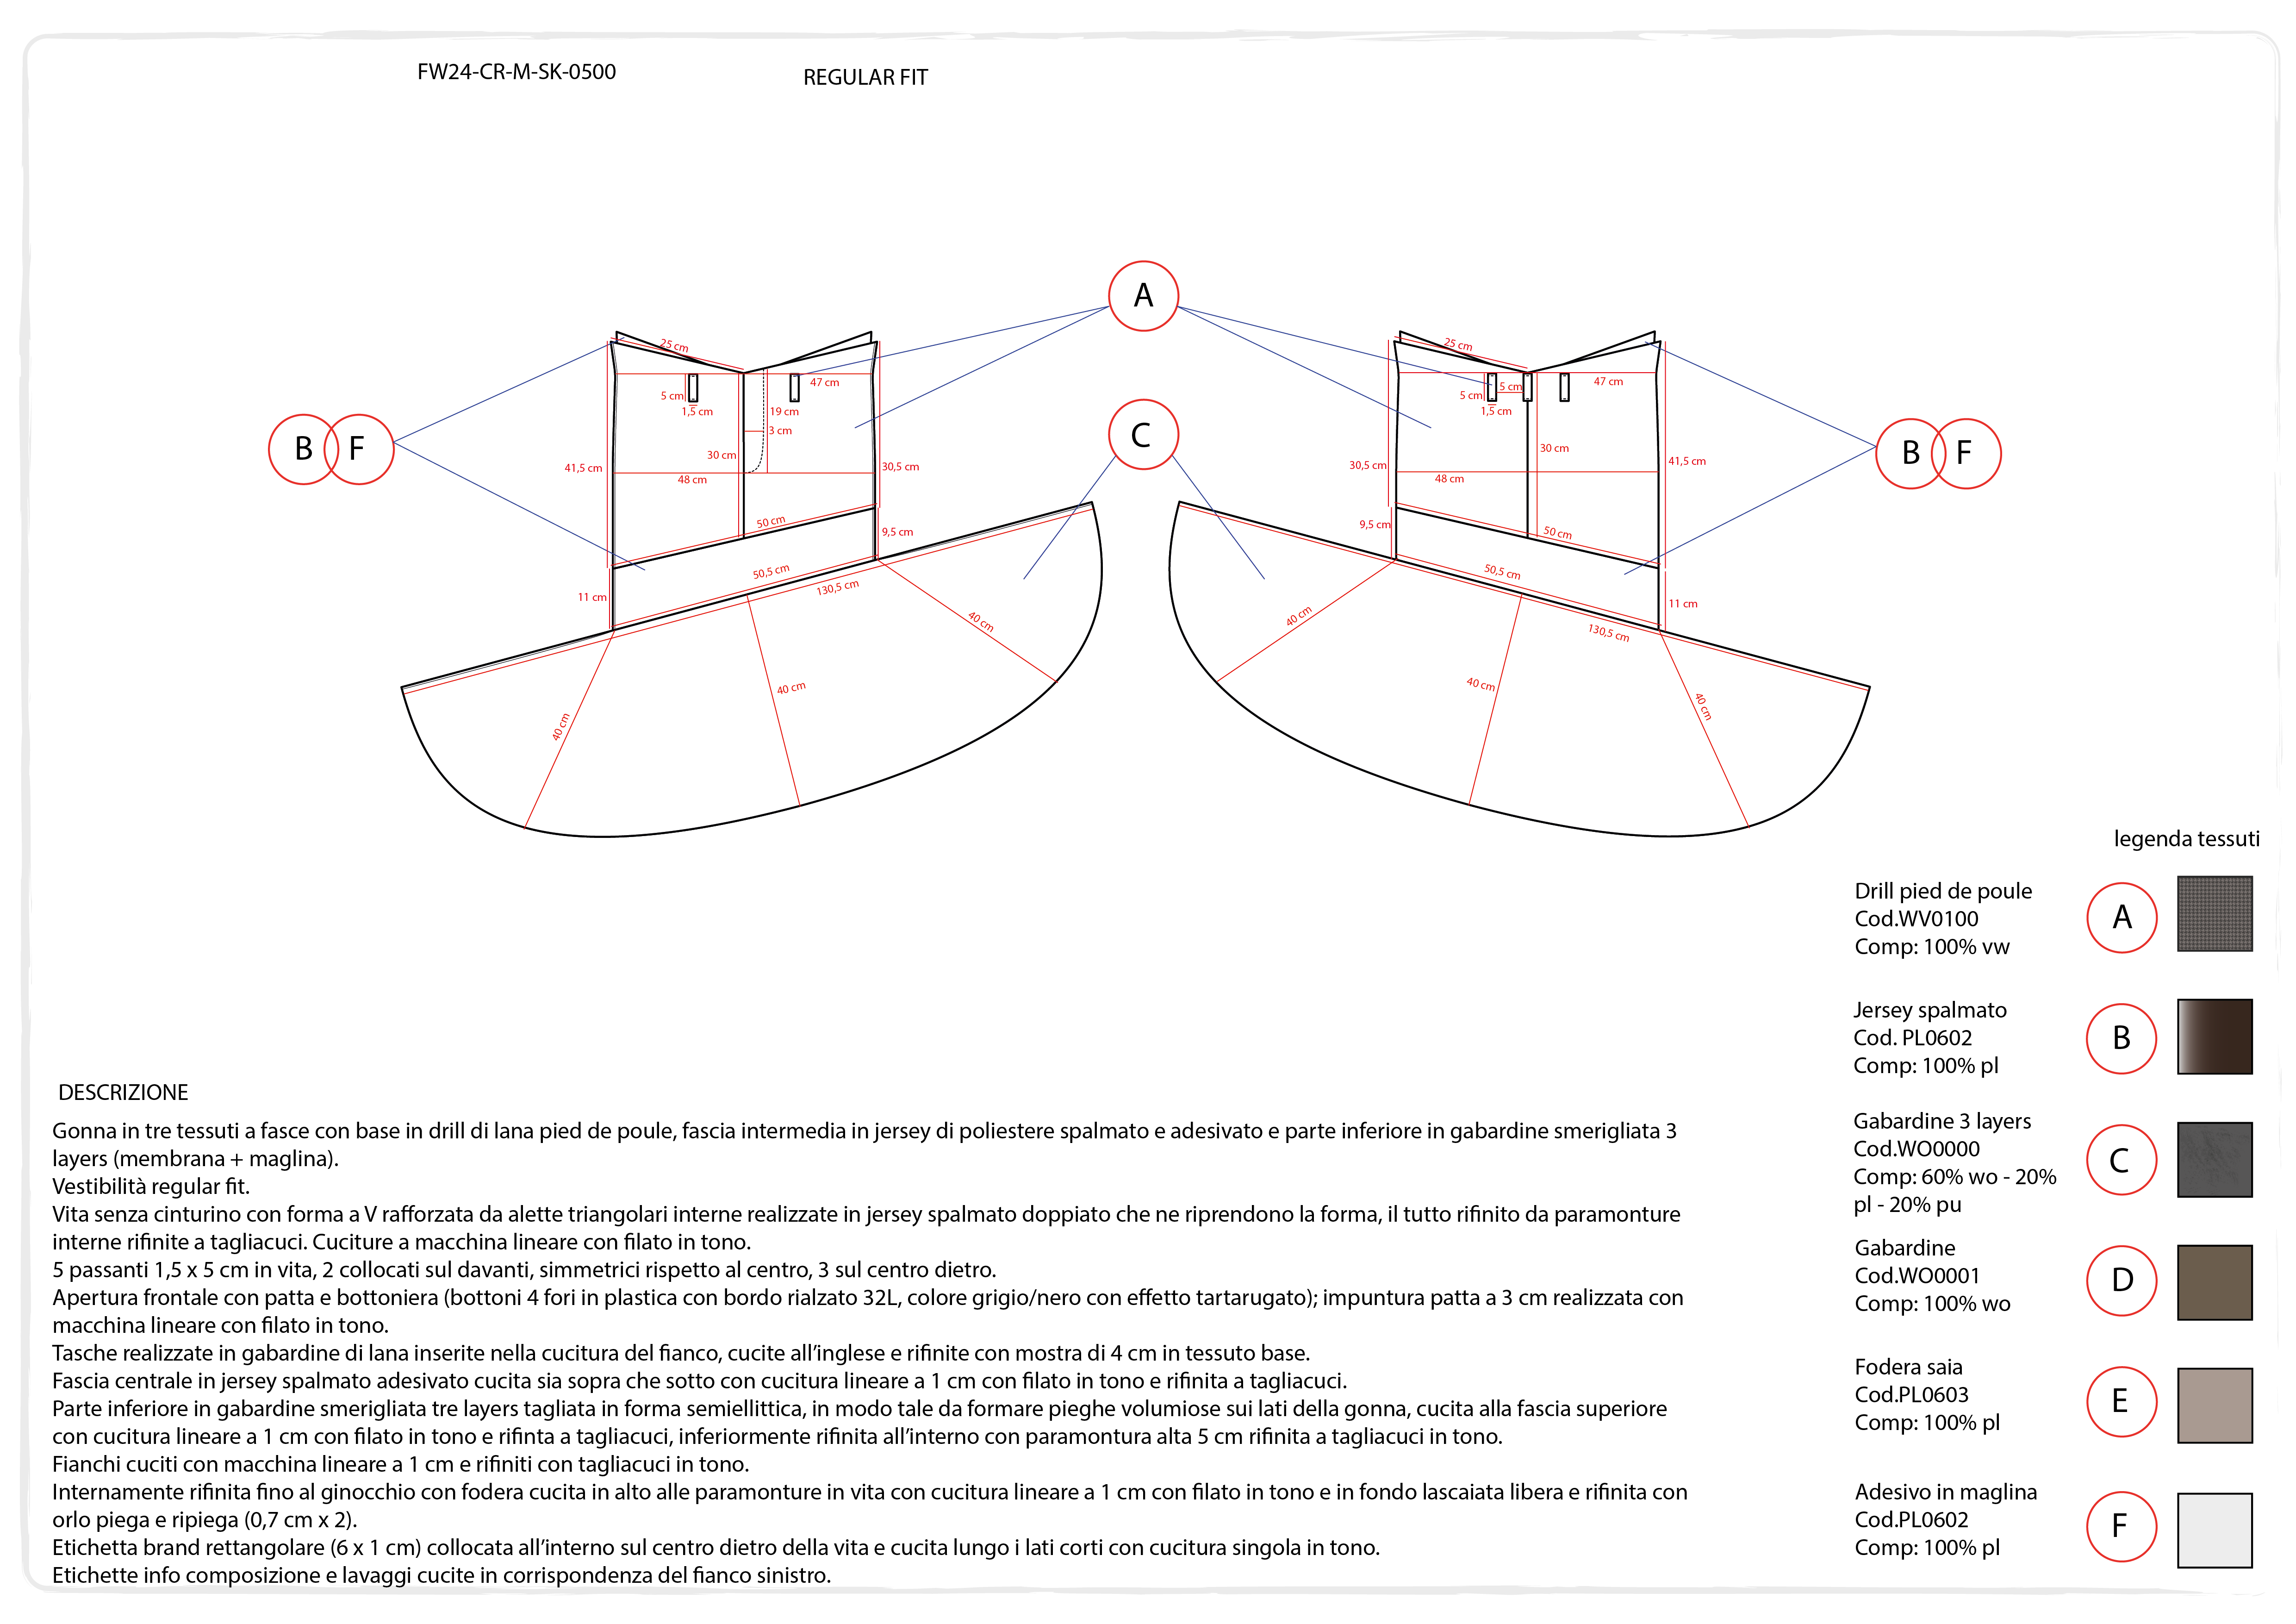 FW24-CR-M-SK-0500
REGULAR FIT
A
25 cm
47 cm
5 cm
1,5 cm
19 cm
3 cm
30 cm
41,5 cm
30,5 cm
48 cm
50 cm
9,5 cm
50,5 cm
130,5 cm
11 cm
40 cm
40 cm
40 cm
B
F
C
25 cm
47 cm
5 cm
5 cm
1,5 cm
30 cm
30,5 cm
41,5 cm
48 cm
9,5 cm
50 cm
50,5 cm
130,5 cm
11 cm
40 cm
40 cm
40 cm
B
F
legenda tessuti
Drill pied de poule
Cod.WV0100
Comp: 100% vw
A
Jersey spalmato
Cod. PL0602
Comp: 100% pl
B
Gabardine 3 layers
Cod.WO0000
Comp: 60% wo - 20%
pl - 20% pu
C
Gabardine
Cod.WO0001
Comp: 100% wo
D
Fodera saia
Cod.PL0603
Comp: 100% pl
E
Adesivo in maglina
Cod.PL0602
Comp: 100% pl
F
DESCRIZIONE
Gonna in tre tessuti a fasce con base in drill di lana pied de poule, fascia intermedia in jersey di poliestere spalmato e adesivato e parte inferiore in gabardine smerigliata 3
layers (membrana + maglina).
Vestibilità regular fit.
Vita senza cinturino con forma a V rafforzata da alette triangolari interne realizzate in jersey spalmato doppiato che ne riprendono la forma, il tutto rifinito da paramonture
interne rifinite a tagliacuci. Cuciture a macchina lineare con filato in tono.
5 passanti 1,5 x 5 cm in vita, 2 collocati sul davanti, simmetrici rispetto al centro, 3 sul centro dietro.
Apertura frontale con patta e bottoniera (bottoni 4 fori in plastica con bordo rialzato 32L, colore grigio/nero con effetto tartarugato); impuntura patta a 3 cm realizzata con
macchina lineare con filato in tono.
Tasche realizzate in gabardine di lana inserite nella cucitura del fianco, cucite all’inglese e rifinite con mostra di 4 cm in tessuto base.
Fascia centrale in jersey spalmato adesivato cucita sia sopra che sotto con cucitura lineare a 1 cm con filato in tono e rifinita a tagliacuci.
Parte inferiore in gabardine smerigliata tre layers tagliata in forma semiellittica, in modo tale da formare pieghe volumiose sui lati della gonna, cucita alla fascia superiore
con cucitura lineare a 1 cm con filato in tono e rifinta a tagliacuci, inferiormente rifinita all’interno con paramontura alta 5 cm rifinita a tagliacuci in tono.
Fianchi cuciti con macchina lineare a 1 cm e rifiniti con tagliacuci in tono.
Internamente rifinita fino al ginocchio con fodera cucita in alto alle paramonture in vita con cucitura lineare a 1 cm con filato in tono e in fondo lascaiata libera e rifinita con
orlo piega e ripiega (0,7 cm x 2).
Etichetta brand rettangolare (6 x 1 cm) collocata all’interno sul centro dietro della vita e cucita lungo i lati corti con cucitura singola in tono.
Etichette info composizione e lavaggi cucite in corrispondenza del fianco sinistro.